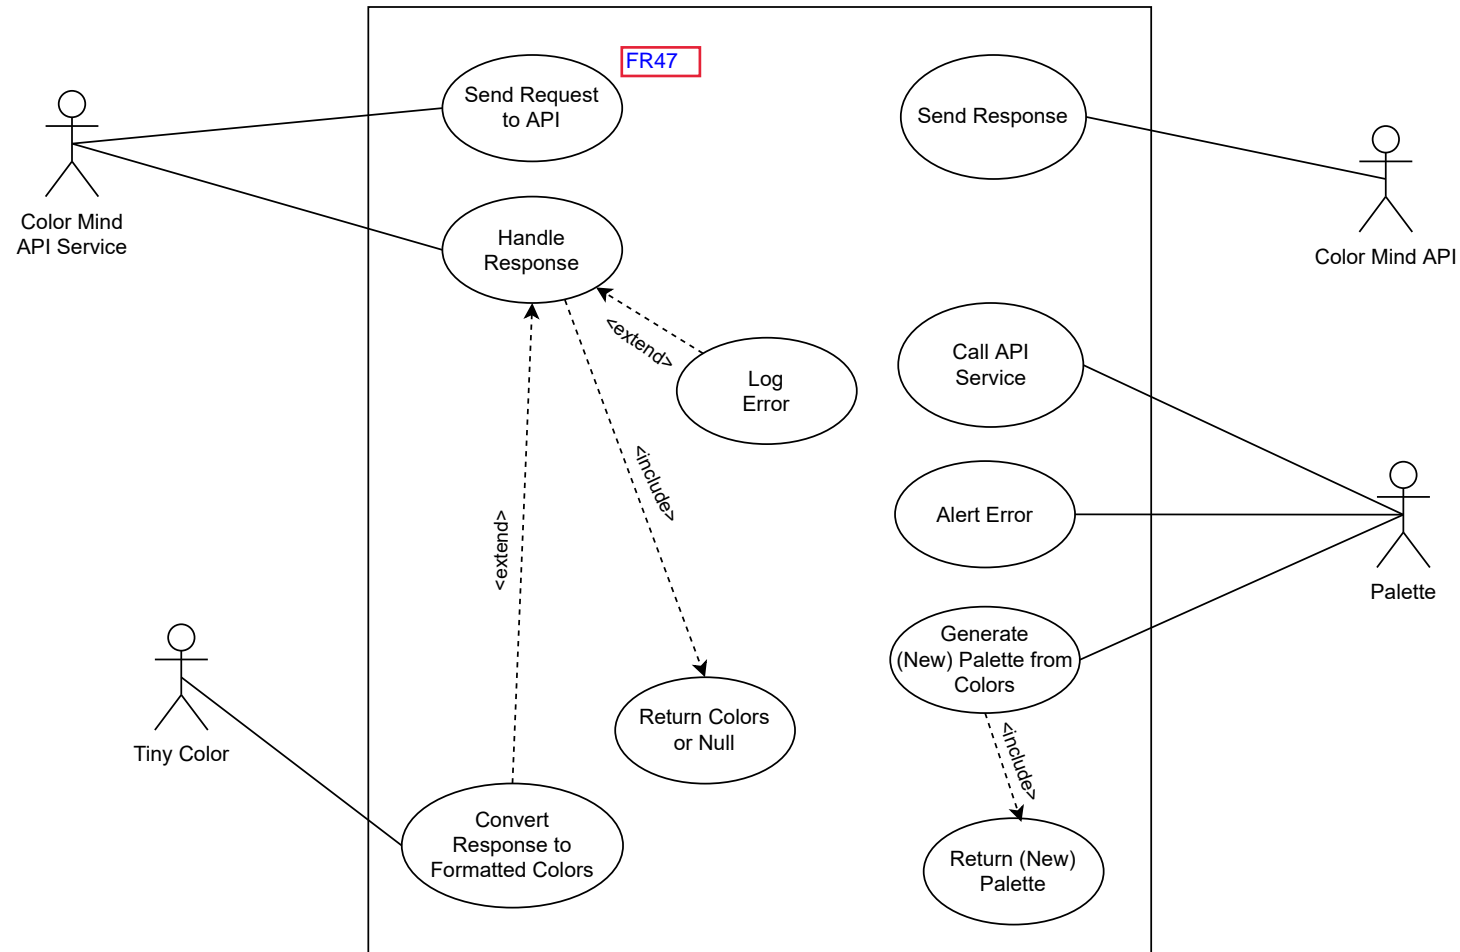 FR47
Send Request
to API
Send Response
Color Mind
API Service
Handle
Response
Color Mind API
<extend>
Log
Error
Call API
Service
<include>
<extend>
Alert Error
Palette
Generate
(New) Palette from
Colors
Tiny Color
Return Colors
or Null
<include>
Convert
Response to
Formatted Colors
Return (New)
Palette